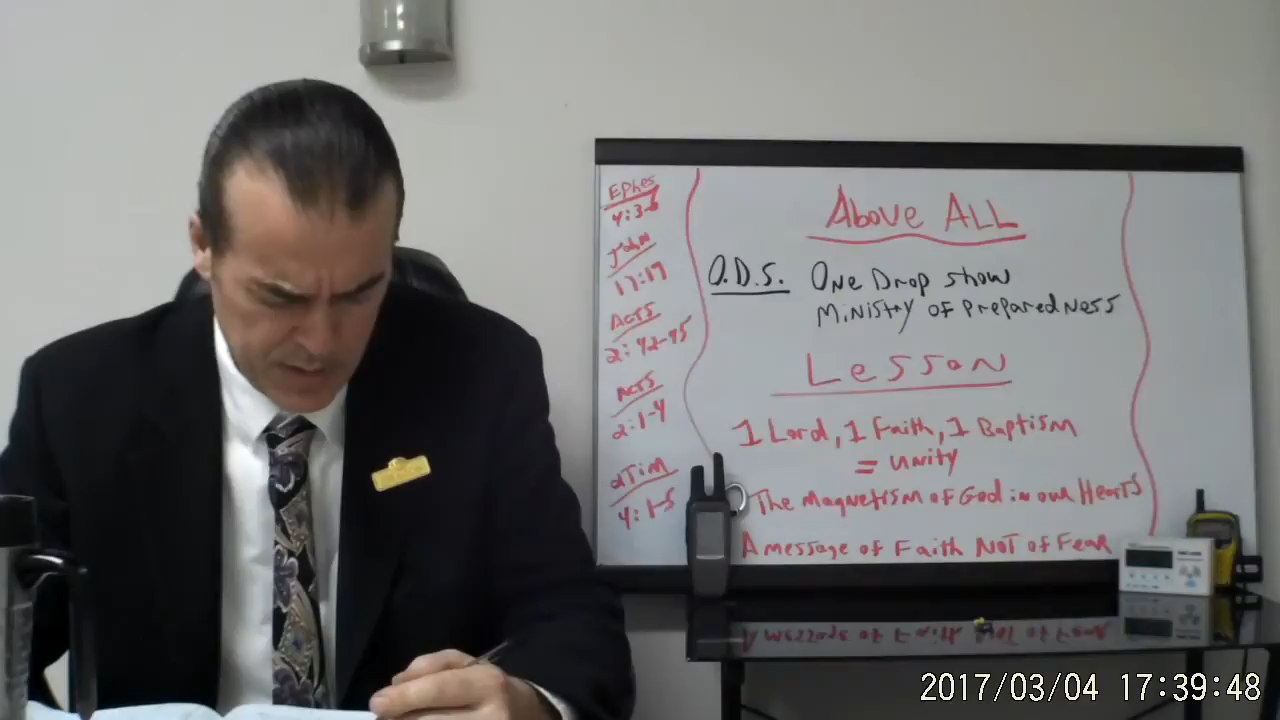 Ephes
4:3-6
John
17:17
Acts
2:42-45
Acts
2:1-4
2Tim
4:1-5
Above ALL
O.D.S. One Drop show
Ministry of Preparedness
Lesson
1 Lord, 1 Faith, 1 Baptism
= unity
The Magnetism of God in our Hearts
A message of Faith Not of Fear
2017/03/04 17:39:48